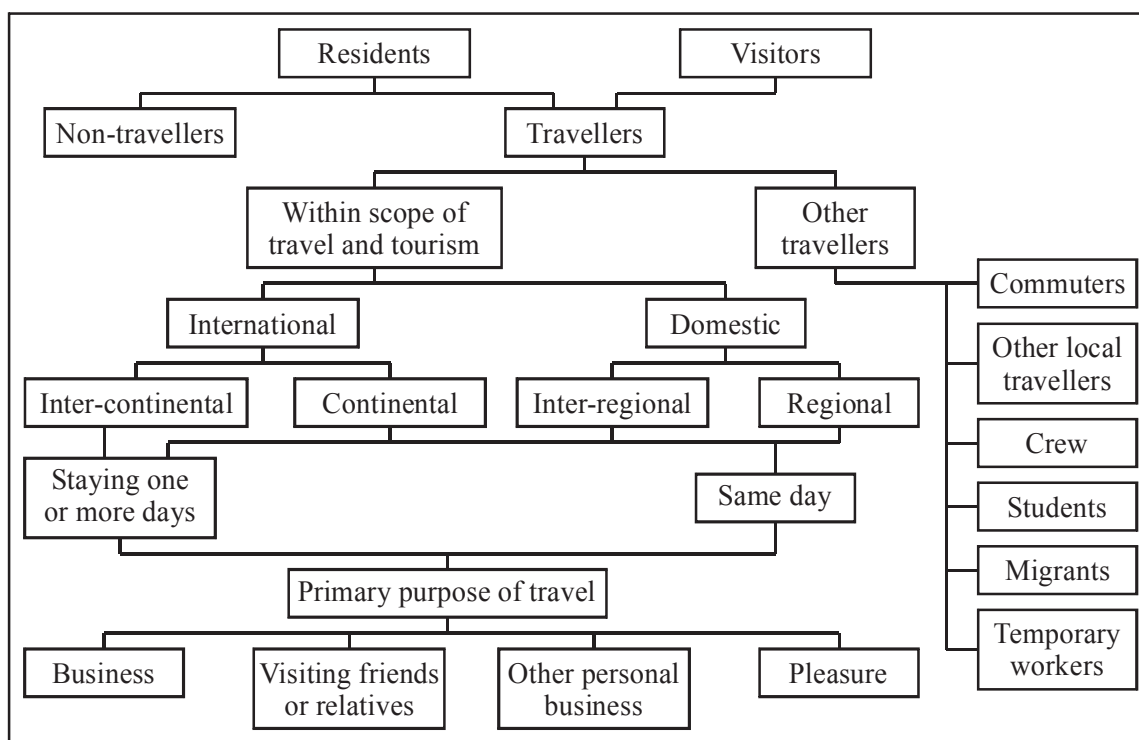 Residents
Visitors
Non-travellers
Travellers
Within scope of
travel and tourism
Other
travellers
Commuters
International
Domestic
Other local
travellers
Inter-continental
Continental
Inter-regional
Regional
Crew
Staying one
or more days
Same day
Students
Migrants
Primary purpose of travel
Temporary
workers
Business
Visiting friends
or relatives
Other personal
business
Pleasure